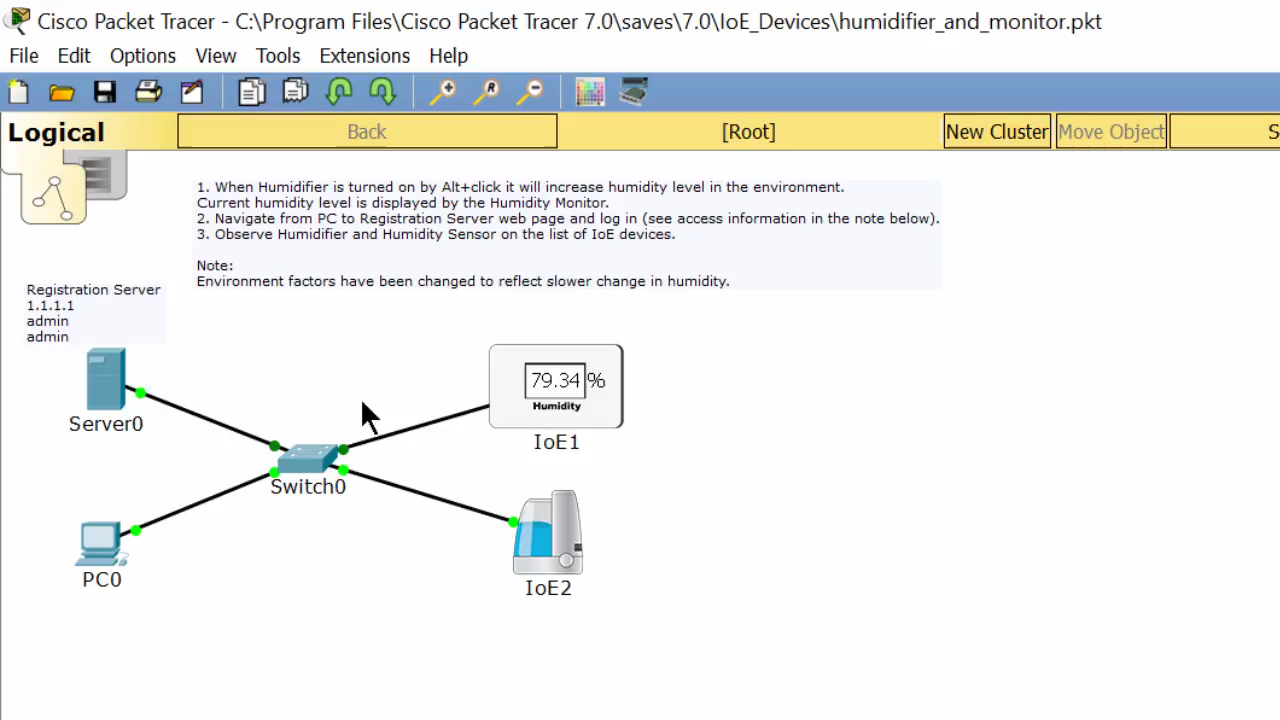 Cisco Packet Tracer - C:\Program Files\Cisco Packet Tracer 7.0\saves\7.0\IoE_Devices\humidifier_and_monitor.pkt
File Edit Options View Tools Extensions Help
R
Logical Back [Root] New Cluster Move Object S
1. When Humidifier is turned on by Alt+click it will increase humidity level in the environment.
Current humidity level is displayed by the Humidity Monitor.
2. Navigate from PC to Registration Server web page and log in (see access information in the note below).
3. Observe Humidifier and Humidity Sensor on the list of IoE devices.
Note:
Environment factors have been changed to reflect slower change in humidity.
Registration Server
1.1.1.1
admin
admin
79.34 %
Humidity
Server0
IoE1
Switch0
PC0
IoE2